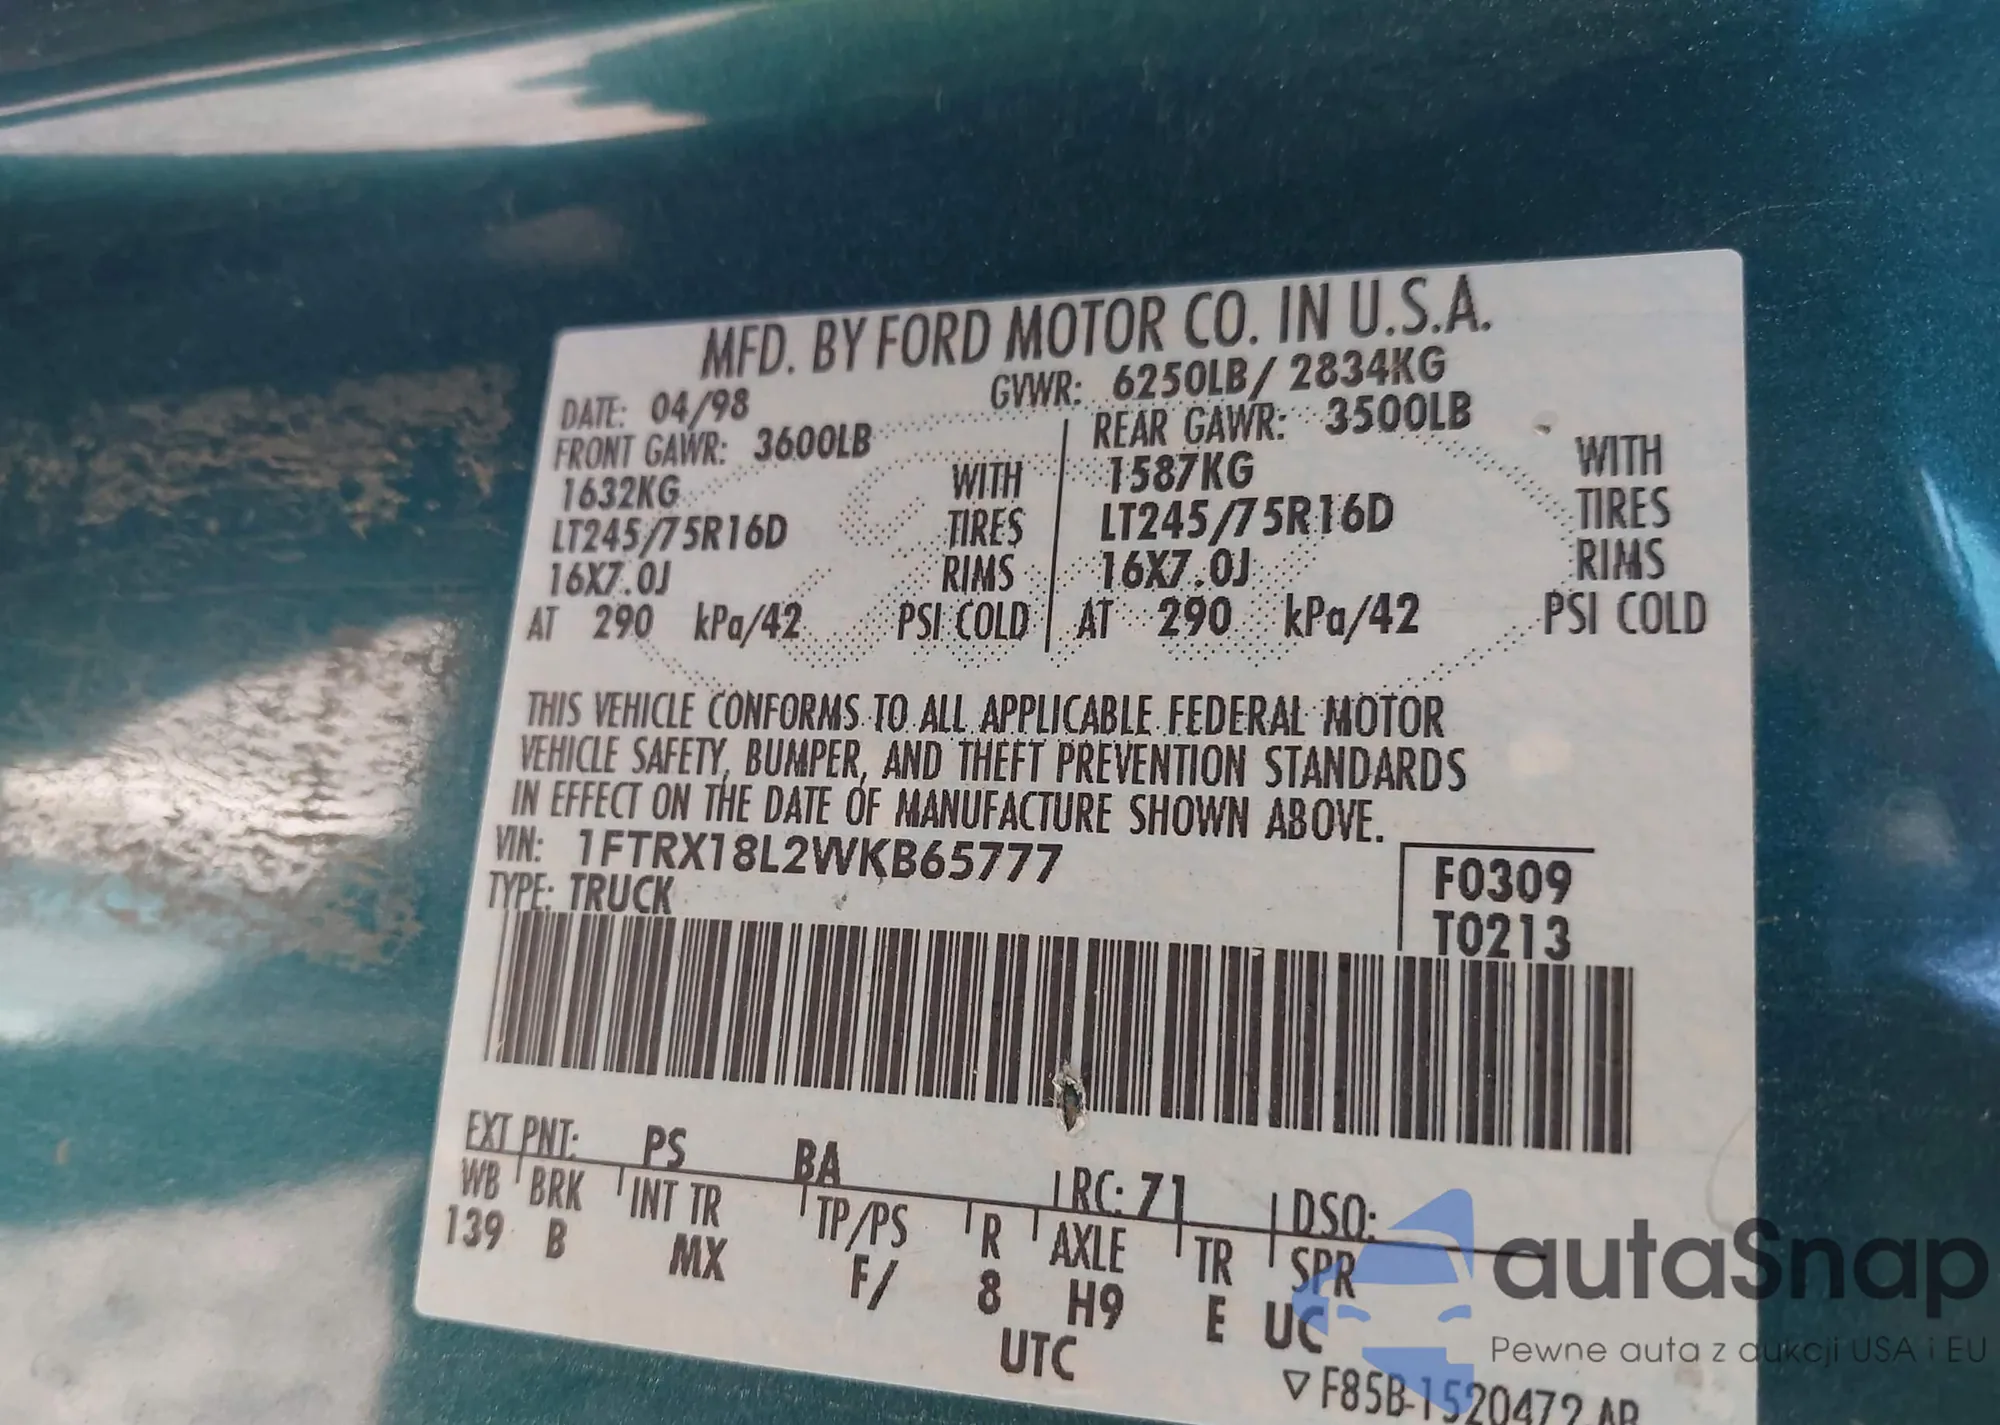 MFD. BY FORD MOTOR CO. IN U.S.A.
DATE: 04/98 GVWR: 6250LB/ 2834KG
FRONT GAWR: 3600LB REAR GAWR: 3500LB
1632KG WITH 1587KG WITH
LT245/75R16D TIRES LT245/75R16D TIRES
16X7.0J RIMS 16X7.0J RIMS
AT 290 kPa/42 PSI COLD AT 290 kPa/42 PSI COLD
THIS VEHICLE CONFORMS TO ALL APPLICABLE FEDERAL MOTOR
VEHICLE SAFETY, BUMPER, AND THEFT PREVENTION STANDARDS
IN EFFECT ON THE DATE OF MANUFACTURE SHOWN ABOVE.
VIN: 1FTRX18L2WKB65777 F0309
TYPE: TRUCK T0213
EXT PNT: PS BA RC: 71 DSO:
WB BRK INT TR TP/PS R AXLE TR SPR
139 B MX F/ 8 H9 E UC
UTC
▽ F85B-1520472-AB
autaSnap
Pewne auta z aukcji USA i EU